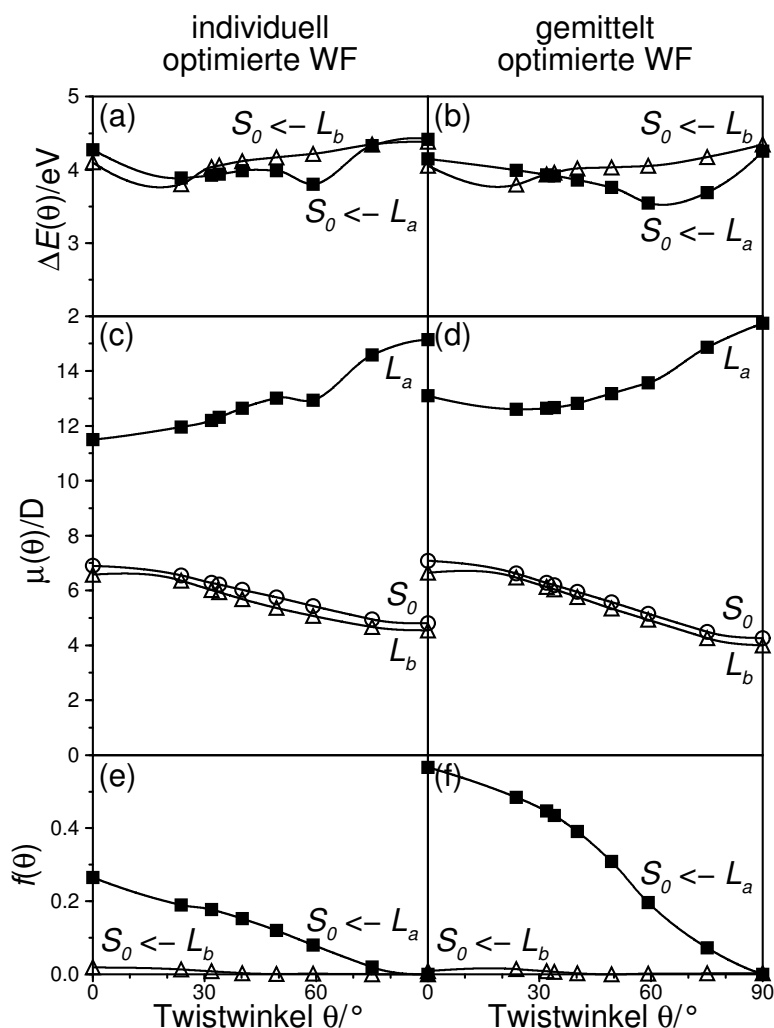 individuell
optimierte WF
gemittelt
optimierte WF
(a)
S0 <− Lb
S0 <− La
(b)
S0 <− Lb
S0 <− La
ΔE(θ)/eV
5
4
3
2
(c)
La
S0
Lb
(d)
La
S0
Lb
μ(θ)/D
14
12
10
8
6
4
2
0
(e)
S0 <− Lb
S0 <− La
(f)
S0 <− La
S0 <− Lb
f(θ)
0.4
0.2
0.0
0
30
60
0
30
60
90
Twistwinkel θ/°
Twistwinkel θ/°